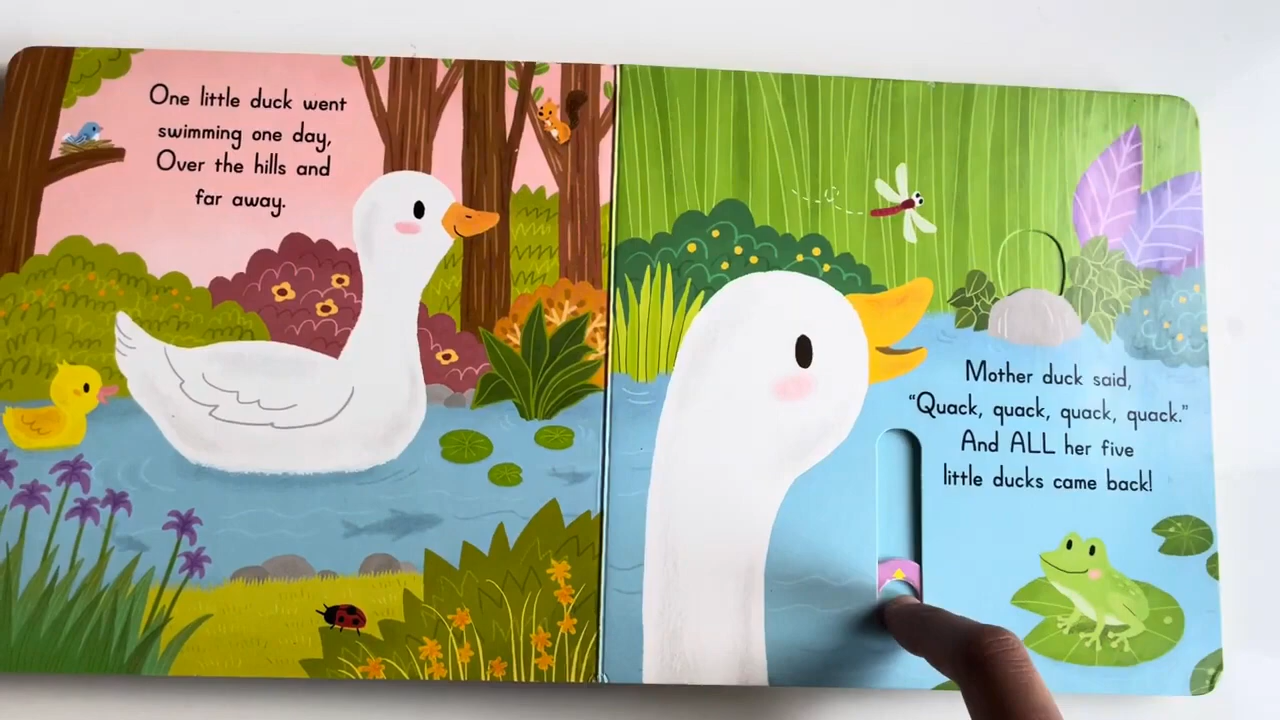 One little duck went
swimming one day,
Over the hills and
far away.
Mother duck said,
“Quack, quack, quack, quack.”
And ALL her five
little ducks came back!